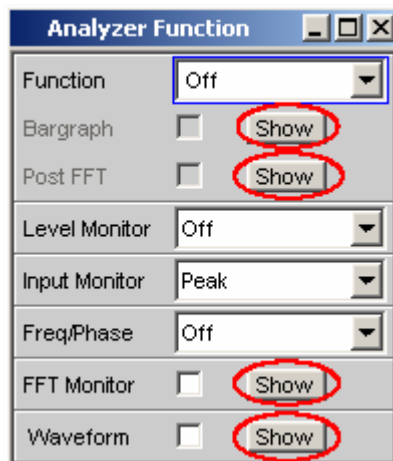 Analyzer Function
Function Off
Bargraph Show
Post FFT Show
Level Monitor Off
Input Monitor Peak
Freq/Phase Off
FFT Monitor Show
Waveform Show